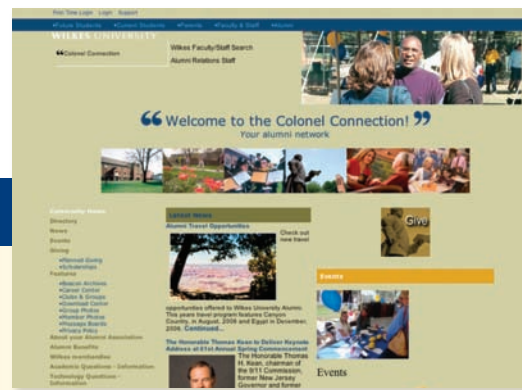 First Time Login Login Support
•Future Students •Current Students •Parents •Faculty & Staff •Alumni
WILKES UNIVERSITY
❝Colonel Connection
Wilkes Faculty/Staff Search
Alumni Relations Staff
❝ Welcome to the Colonel Connection! ❞
Your alumni network
Community Home
Directory
News
Events
Giving
•Planned Giving
•Scholarships
Features
•Beacon Archives
•Career Center
•Clubs & Groups
•Download Center
•Group Photos
•Member Photos
•Message Boards
•Privacy Policy
About your Alumni Association
Alumni Benefits
Wilkes merchandise
Academic Questions - Information
Technology Questions -
Information
Latest News
Alumni Travel Opportunities
Check out
new travel
opportunities offered to Wilkes University Alumni.
This years travel program features Canyon
Country, in August, 2008 and Egypt in December,
2008. Continued...
The Honorable Thomas Kean to Deliver Keynote
Address at 61st Annual Spring Commencement
The Honorable Thomas
H. Kean, chairman of
the 9/11 Commission,
former New Jersey
Governor and former
Give
Events
Events